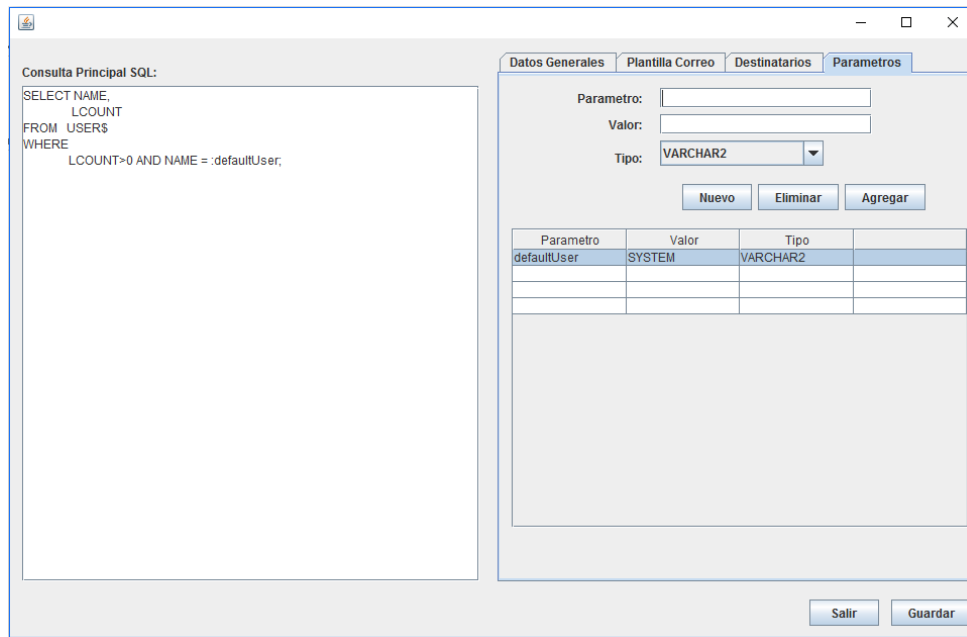 Consulta Principal SQL:
SELECT NAME,
LCOUNT
FROM USER$
WHERE
LCOUNT>0 AND NAME = :defaultUser;
Datos Generales Plantilla Correo Destinatarios Parametros
Parametro:
Valor:
Tipo: VARCHAR2
Nuevo Eliminar Agregar
Parametro Valor Tipo
defaultUser SYSTEM VARCHAR2
Salir Guardar